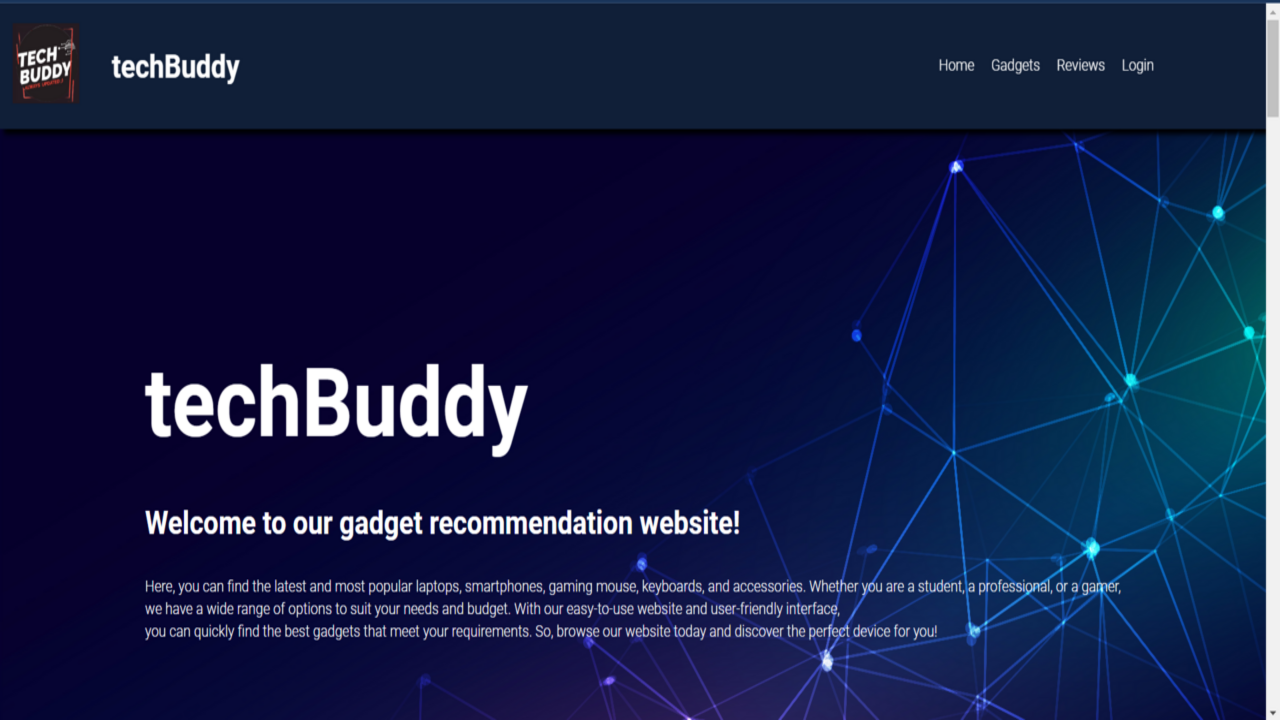 TECH
BUDDY
techBuddy
Home Gadgets Reviews Login
techBuddy
Welcome to our gadget recommendation website!
Here, you can find the latest and most popular laptops, smartphones, gaming mouse, keyboards, and accessories. Whether you are a student, a professional, or a gamer,
we have a wide range of options to suit your needs and budget. With our easy-to-use website and user-friendly interface,
you can quickly find the best gadgets that meet your requirements. So, browse our website today and discover the perfect device for you!